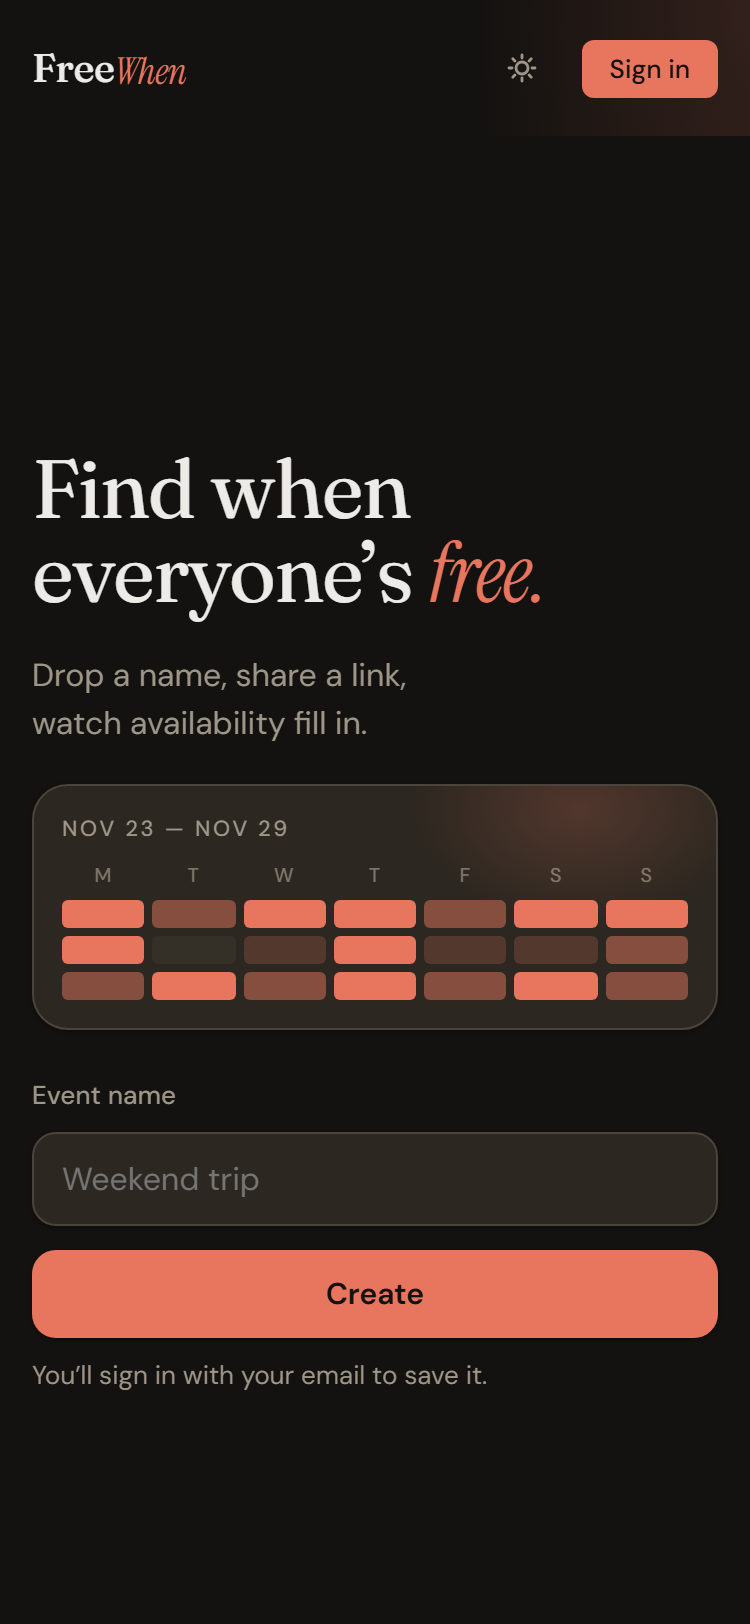 FreeWhen
Sign in
Find when
everyone’s free.
Drop a name, share a link,
watch availability fill in.
NOV 23 — NOV 29
M T W T F S S
Event name
Weekend trip
Create
You’ll sign in with your email to save it.